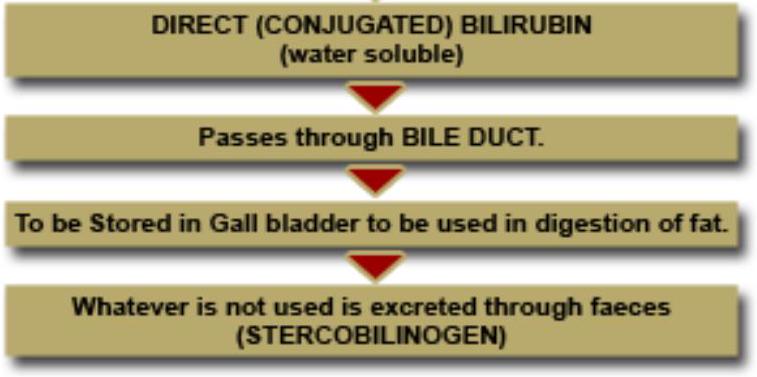 DIRECT (CONJUGATED) BILIRUBIN
(water soluble)
Passes through BILE DUCT.
To be Stored in Gall bladder to be used in digestion of fat.
Whatever is not used is excreted through faeces
(STERCOBILINOGEN)